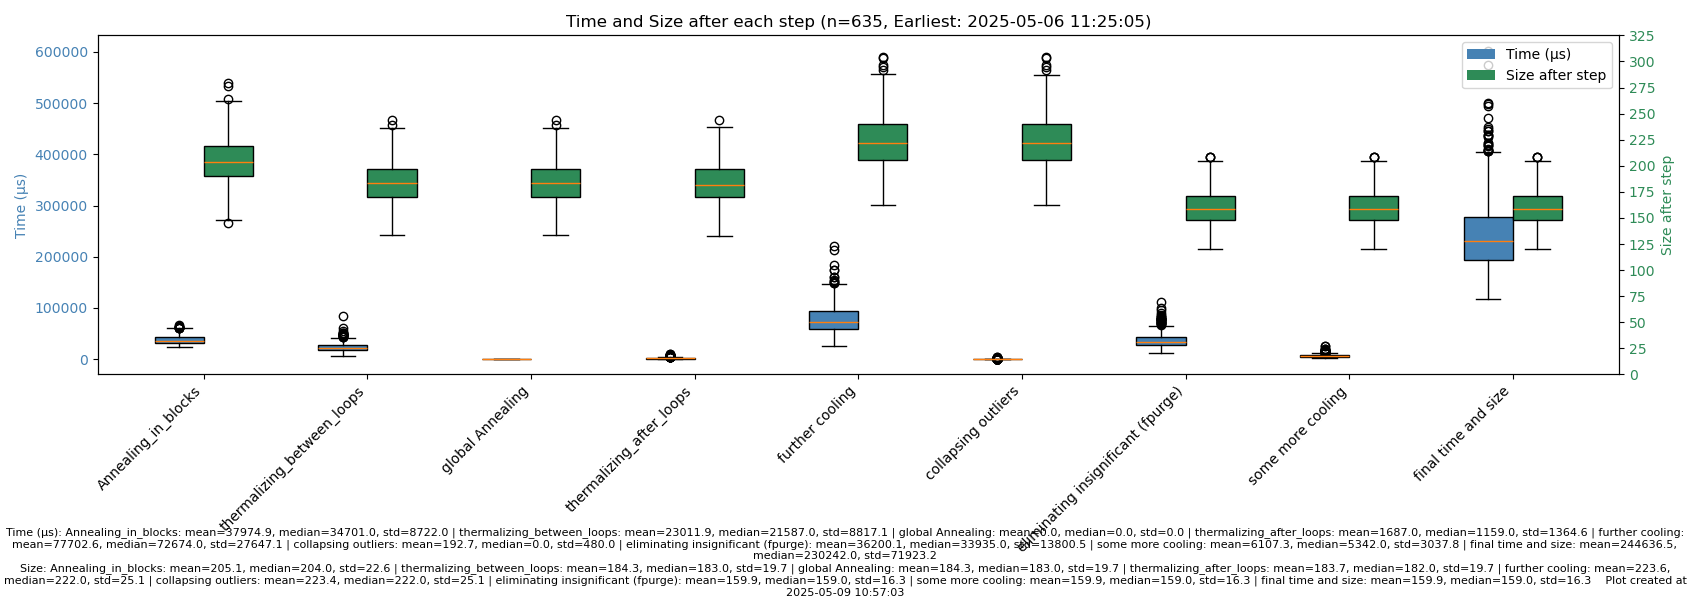 Time and Size after each step (n=635, Earliest: 2025-05-06 11:25:05)
Time (µs)
Size after step
600000
500000
400000
300000
200000
100000
0
Time (µs)
325
300
275
250
225
200
175
150
125
100
75
50
25
0
Size after step
Annealing_in_blocks
thermalizing_between_loops
global Annealing
thermalizing_after_loops
further cooling
collapsing outliers
eliminating insignificant (fpurge)
some more cooling
final time and size
Time (µs): Annealing_in_blocks: mean=37974.9, median=34701.0, std=8722.0 | thermalizing_between_loops: mean=23011.9, median=21587.0, std=8817.1 | global Annealing: mean=0.0, median=0.0, std=0.0 | thermalizing_after_loops: mean=1687.0, median=1159.0, std=1364.6 | further cooling:
mean=77702.6, median=72674.0, std=27647.1 | collapsing outliers: mean=192.7, median=0.0, std=480.0 | eliminating insignificant (fpurge): mean=36200.1, median=33935.0, std=13800.5 | some more cooling: mean=6107.3, median=5342.0, std=3037.8 | final time and size: mean=244636.5,
median=230242.0, std=71923.2
Size: Annealing_in_blocks: mean=205.1, median=204.0, std=22.6 | thermalizing_between_loops: mean=184.3, median=183.0, std=19.7 | global Annealing: mean=184.3, median=183.0, std=19.7 | thermalizing_after_loops: mean=183.7, median=182.0, std=19.7 | further cooling: mean=223.6,
median=222.0, std=25.1 | collapsing outliers: mean=223.4, median=222.0, std=25.1 | eliminating insignificant (fpurge): mean=159.9, median=159.0, std=16.3 | some more cooling: mean=159.9, median=159.0, std=16.3 | final time and size: mean=159.9, median=159.0, std=16.3    Plot created at
2025-05-09 10:57:03